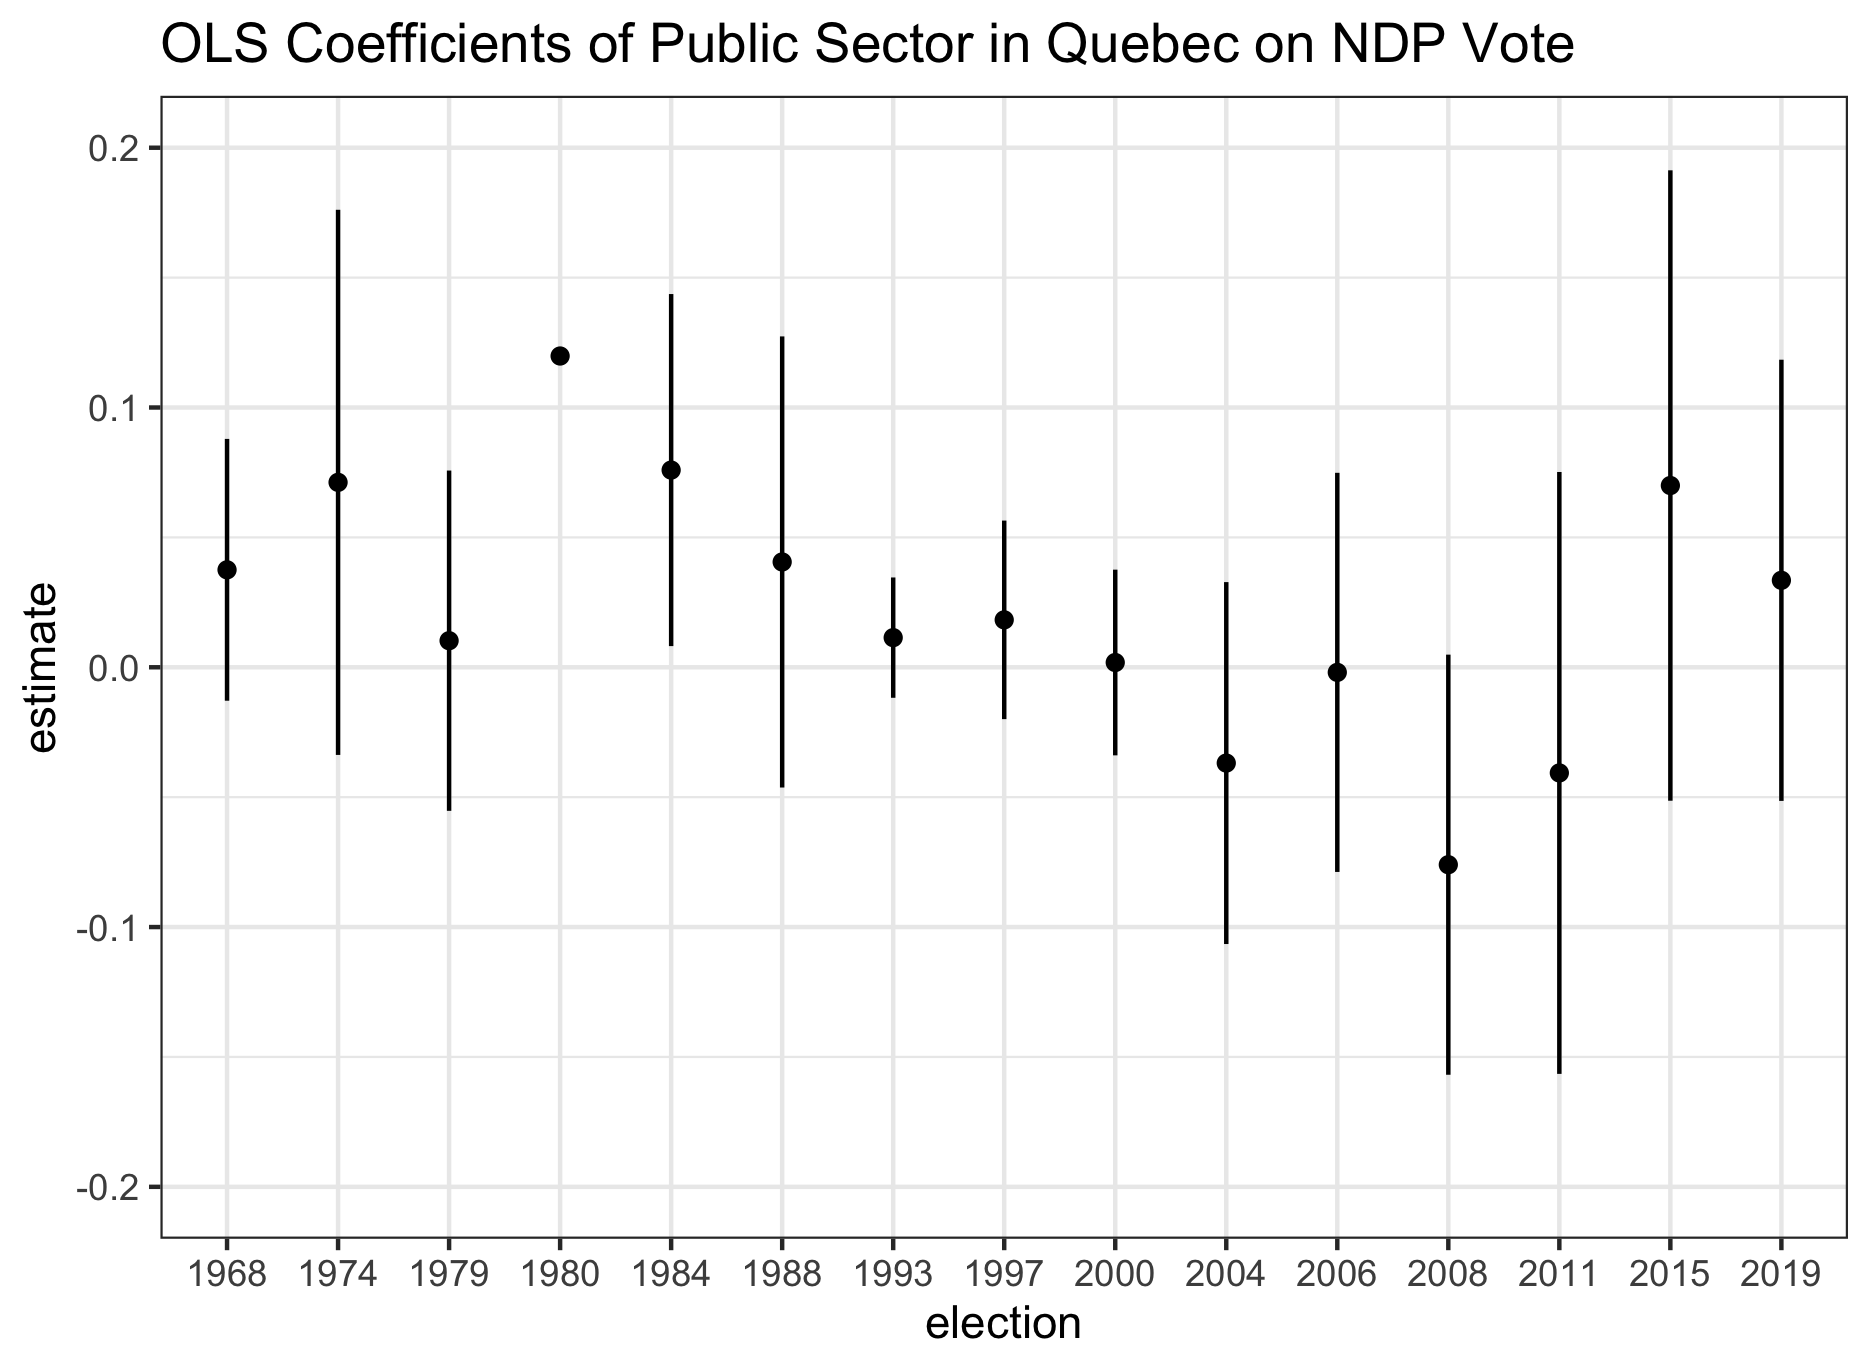 OLS Coefficients of Public Sector in Quebec on NDP Vote
0.2
0.1
0.0
-0.1
-0.2
estimate
1968 1974 1979 1980 1984 1988 1993 1997 2000 2004 2006 2008 2011 2015 2019
election